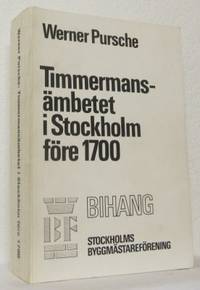 Werner Pursche
Timmermans-
ämbetet
i Stockholm
före 1700
BF
BIHANG
STOCKHOLMS
BYGGMÄSTAREFÖRENING